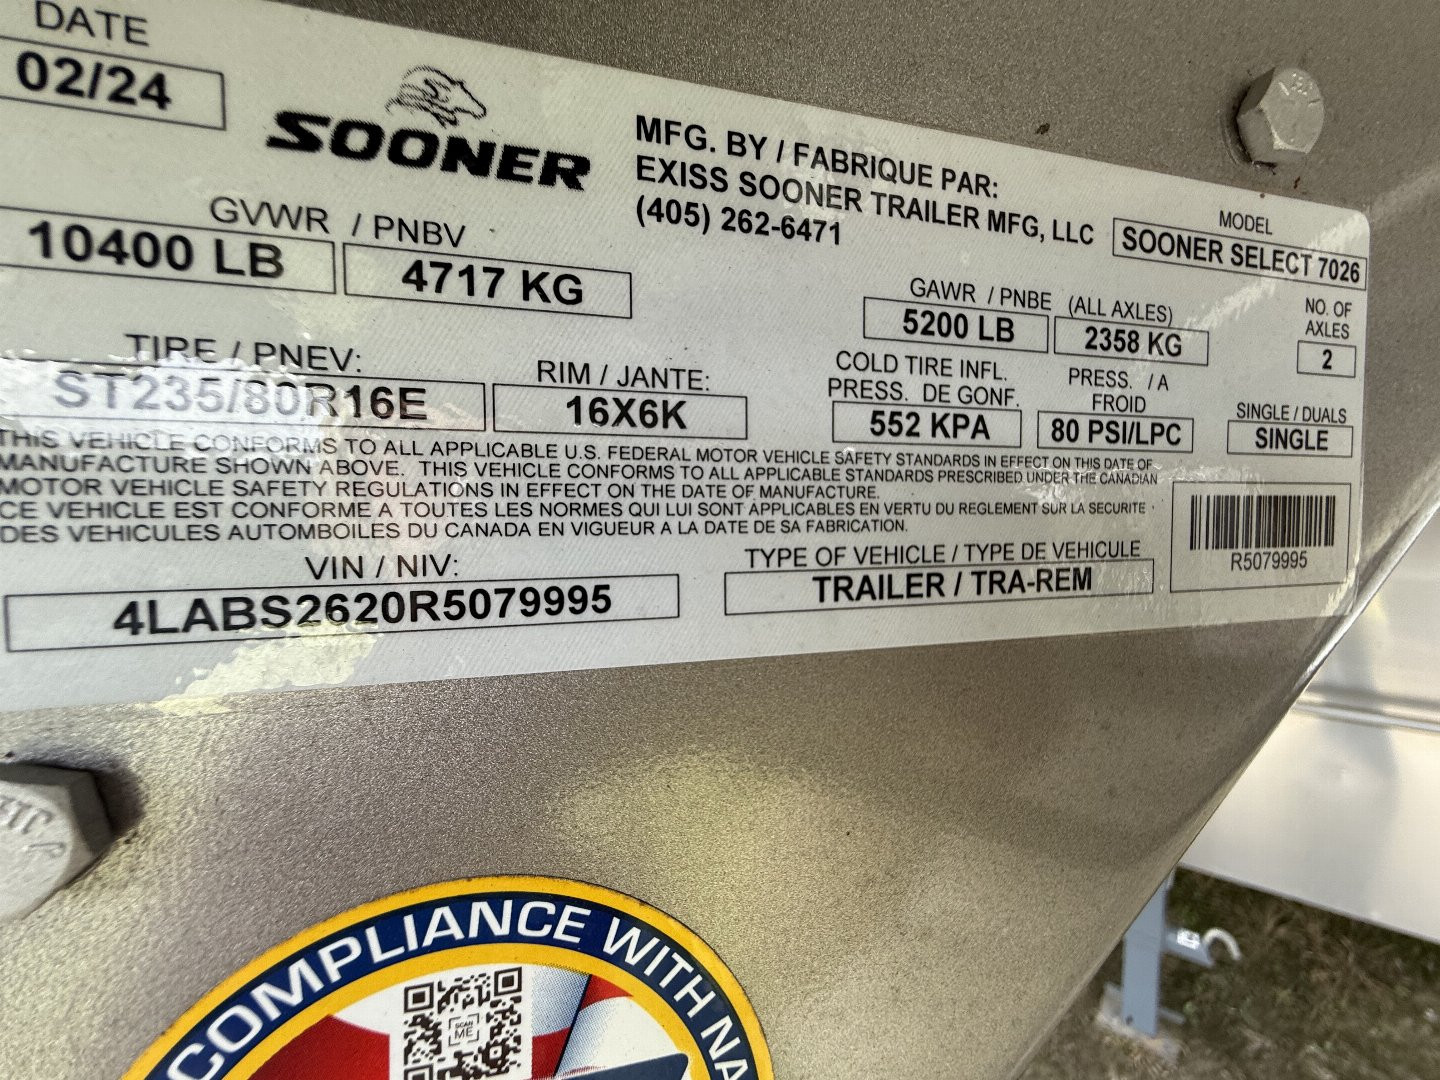 DATE
02/24
SOONER
MFG. BY / FABRIQUE PAR:
EXISS SOONER TRAILER MFG, LLC
(405) 262-6471
MODEL
SOONER SELECT 7026
GVWR / PNBV
10400 LB 4717 KG
GAWR / PNBE (ALL AXLES)
5200 LB 2358 KG
NO. OF
AXLES
2
TIRE / PNEV:
ST235/80R16E
RIM / JANTE:
16X6K
COLD TIRE INFL.
PRESS. DE GONF.
552 KPA
PRESS. / A
FROID
80 PSI/LPC
SINGLE / DUALS
SINGLE
THIS VEHICLE CONFORMS TO ALL APPLICABLE U.S. FEDERAL MOTOR VEHICLE SAFETY STANDARDS IN EFFECT ON THIS DATE OF
MANUFACTURE SHOWN ABOVE. THIS VEHICLE CONFORMS TO ALL APPLICABLE STANDARDS PRESCRIBED UNDER THE CANADIAN
MOTOR VEHICLE SAFETY REGULATIONS IN EFFECT ON THE DATE OF MANUFACTURE.
CE VEHICLE EST CONFORME A TOUTES LES NORMES QUI LUI SONT APPLICABLES EN VERTU DU REGLEMENT SUR LA SECURITE
DES VEHICULES AUTOMBOILES DU CANADA EN VIGUEUR A LA DATE DE SA FABRICATION.
VIN / NIV:
4LABS2620R5079995
TYPE OF VEHICLE / TYPE DE VEHICULE
TRAILER / TRA-REM
R5079995
COMPLIANCE WITH NA
SCAN
ME